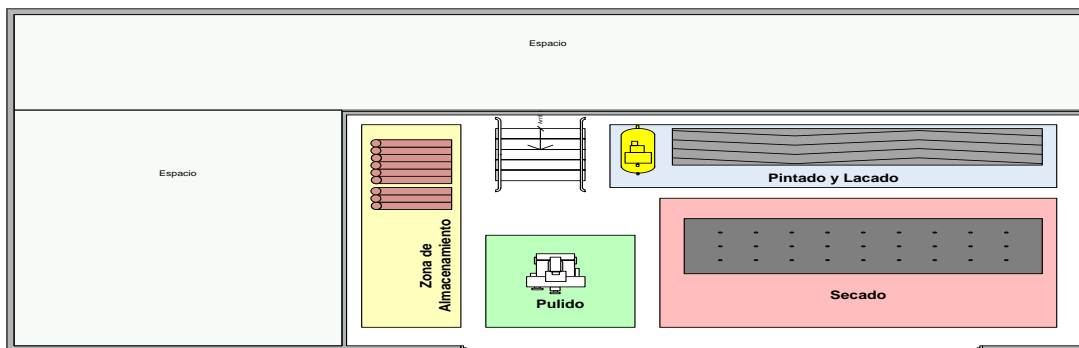 Espacio
Espacio
Pintado y Lacado
Zona de
Almacenamiento
Pulido
Secado